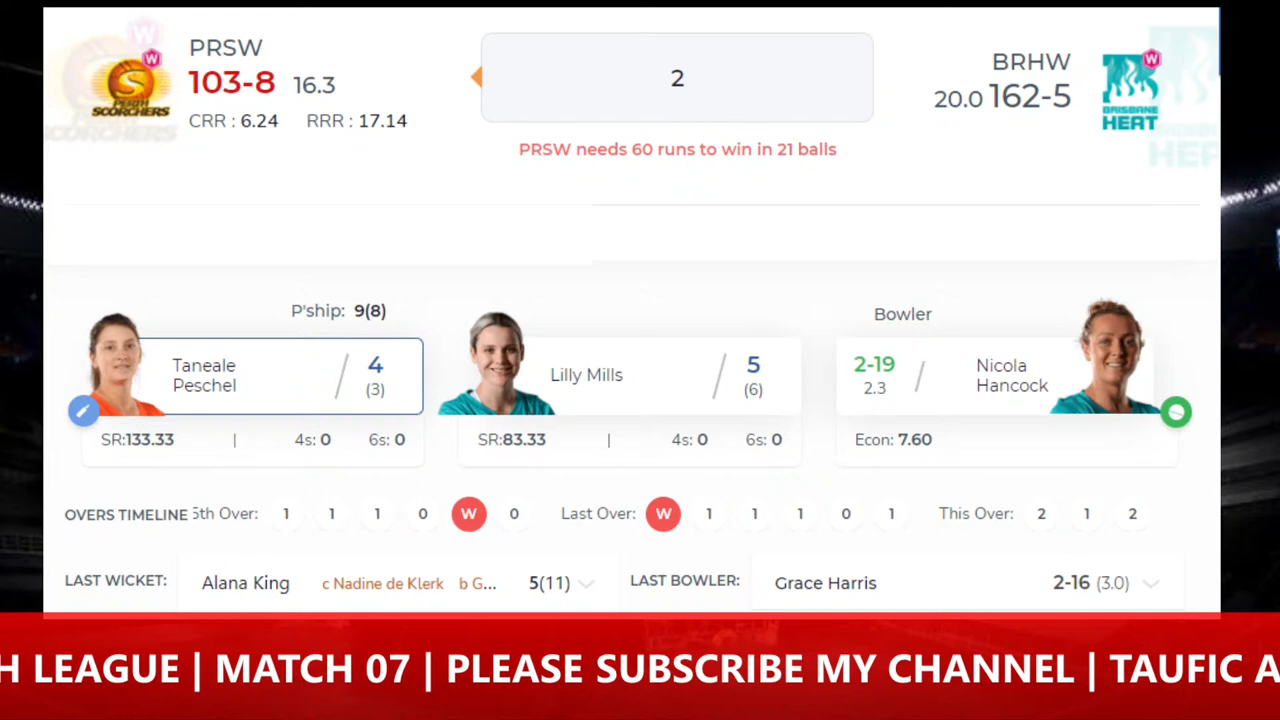 PRSW
103-8 16.3
CRR : 6.24 RRR : 17.14
W
PERTH
SCORCHERS
2
PRSW needs 60 runs to win in 21 balls
BRHW
20.0 162-5
W
BRISBANE
HEAT
P'ship: 9(8)
Taneale
Peschel
4
(3)
SR:133.33 | 4s: 0 6s: 0
Lilly Mills
5
(6)
SR:83.33 | 4s: 0 6s: 0
Bowler
2-19
2.3
Nicola
Hancock
Econ: 7.60
OVERS TIMELINE 5th Over: 1 1 1 0 W 0 Last Over: W 1 1 1 0 1 This Over: 2 1 2
LAST WICKET: Alana King c Nadine de Klerk b G... 5(11) LAST BOWLER: Grace Harris 2-16 (3.0)
H LEAGUE | MATCH 07 | PLEASE SUBSCRIBE MY CHANNEL | TAUFIC A